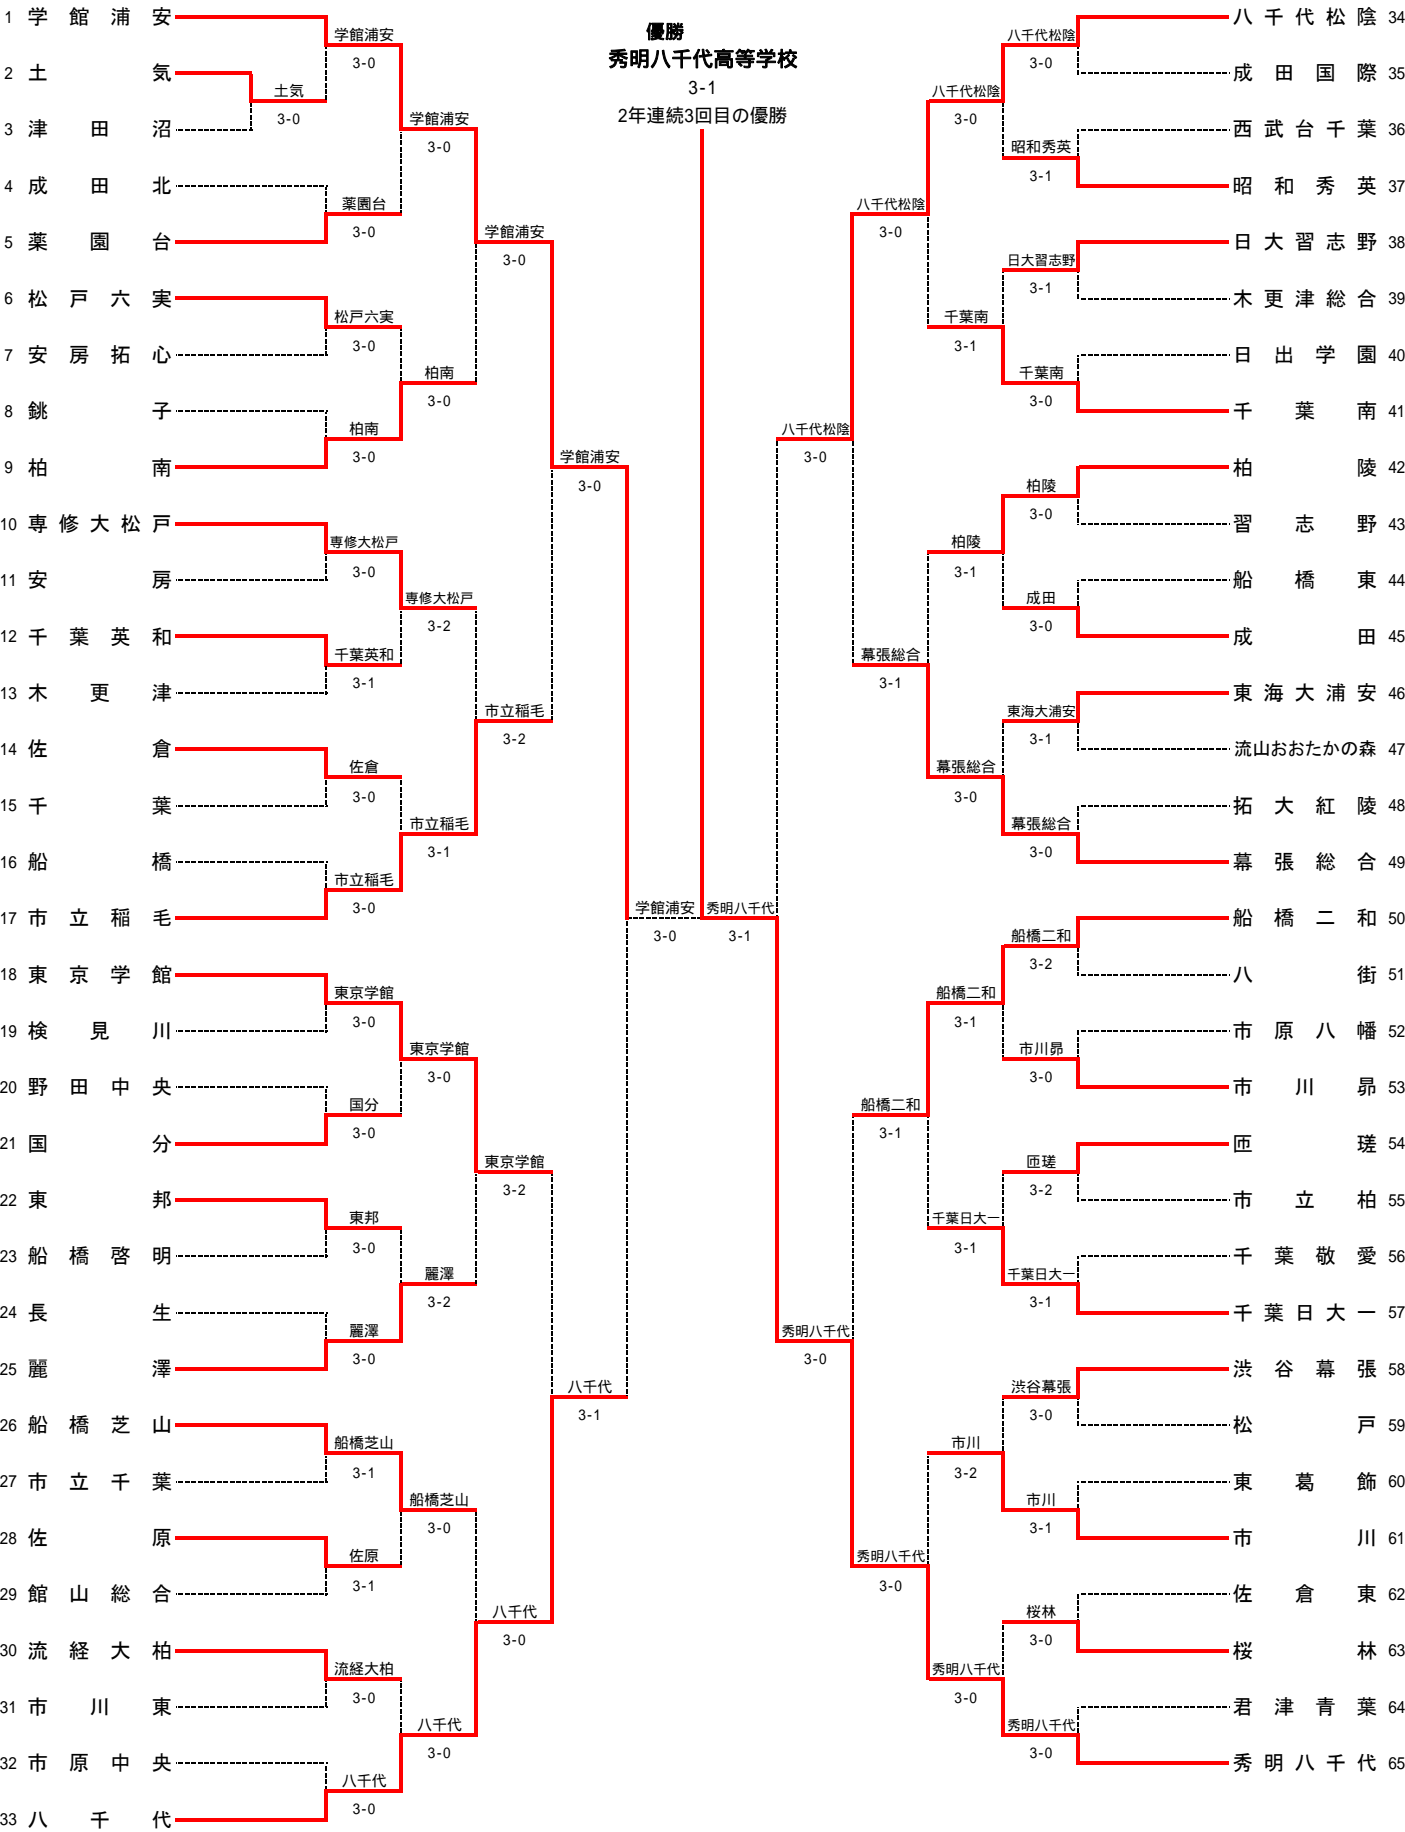 優勝
秀明八千代高等学校
3-1
2年連続3回目の優勝
1 学館浦安
2 土気
3 津田沼
4 成田北
5 薬園台
6 松戸六実
7 安房拓心
8 銚子
9 柏南
10 専修大松戸
11 安房
12 千葉英和
13 木更津
14 佐倉
15 千葉
16 船橋
17 市立稲毛
18 東京学館
19 検見川
20 野田中央
21 国分
22 東邦
23 船橋啓明
24 長生
25 麗澤
26 船橋芝山
27 市立千葉
28 佐原
29 館山総合
30 流経大柏
31 市川東
32 市原中央
33 八千代
土気
3-0
学館浦安
3-0
薬園台
3-0
松戸六実
3-0
柏南
3-0
専修大松戸
3-0
千葉英和
3-1
佐倉
3-0
市立稲毛
3-0
東京学館
3-0
国分
3-0
東邦
3-0
麗澤
3-0
船橋芝山
3-1
佐原
3-1
流経大柏
3-0
八千代
3-0
学館浦安
3-0
柏南
3-0
専修大松戸
3-2
市立稲毛
3-1
東京学館
3-0
麗澤
3-2
船橋芝山
3-0
八千代
3-0
学館浦安
3-0
市立稲毛
3-2
東京学館
3-2
八千代
3-0
学館浦安
3-0
八千代
3-1
学館浦安
3-0
秀明八千代
3-1
八千代松陰
3-0
秀明八千代
3-0
八千代松陰
3-0
幕張総合
3-1
船橋二和
3-1
秀明八千代
3-0
八千代松陰
3-0
千葉南
3-1
柏陵
3-1
幕張総合
3-0
船橋二和
3-1
千葉日大一
3-1
市川
3-2
秀明八千代
3-0
八千代松陰
3-0
昭和秀英
3-1
日大習志野
3-1
千葉南
3-0
柏陵
3-0
成田
3-0
東海大浦安
3-1
幕張総合
3-0
船橋二和
3-2
市川昴
3-0
匝瑳
3-2
千葉日大一
3-1
渋谷幕張
3-0
市川
3-1
桜林
3-0
秀明八千代
3-0
八千代松陰 34
成田国際 35
西武台千葉 36
昭和秀英 37
日大習志野 38
木更津総合 39
日出学園 40
千葉南 41
柏陵 42
習志野 43
船橋東 44
成田 45
東海大浦安 46
流山おおたかの森 47
拓大紅陵 48
幕張総合 49
船橋二和 50
八街 51
市原八幡 52
市川昴 53
匝瑳 54
市立柏 55
千葉敬愛 56
千葉日大一 57
渋谷幕張 58
松戸 59
東葛飾 60
市川 61
佐倉東 62
桜林 63
君津青葉 64
秀明八千代 65